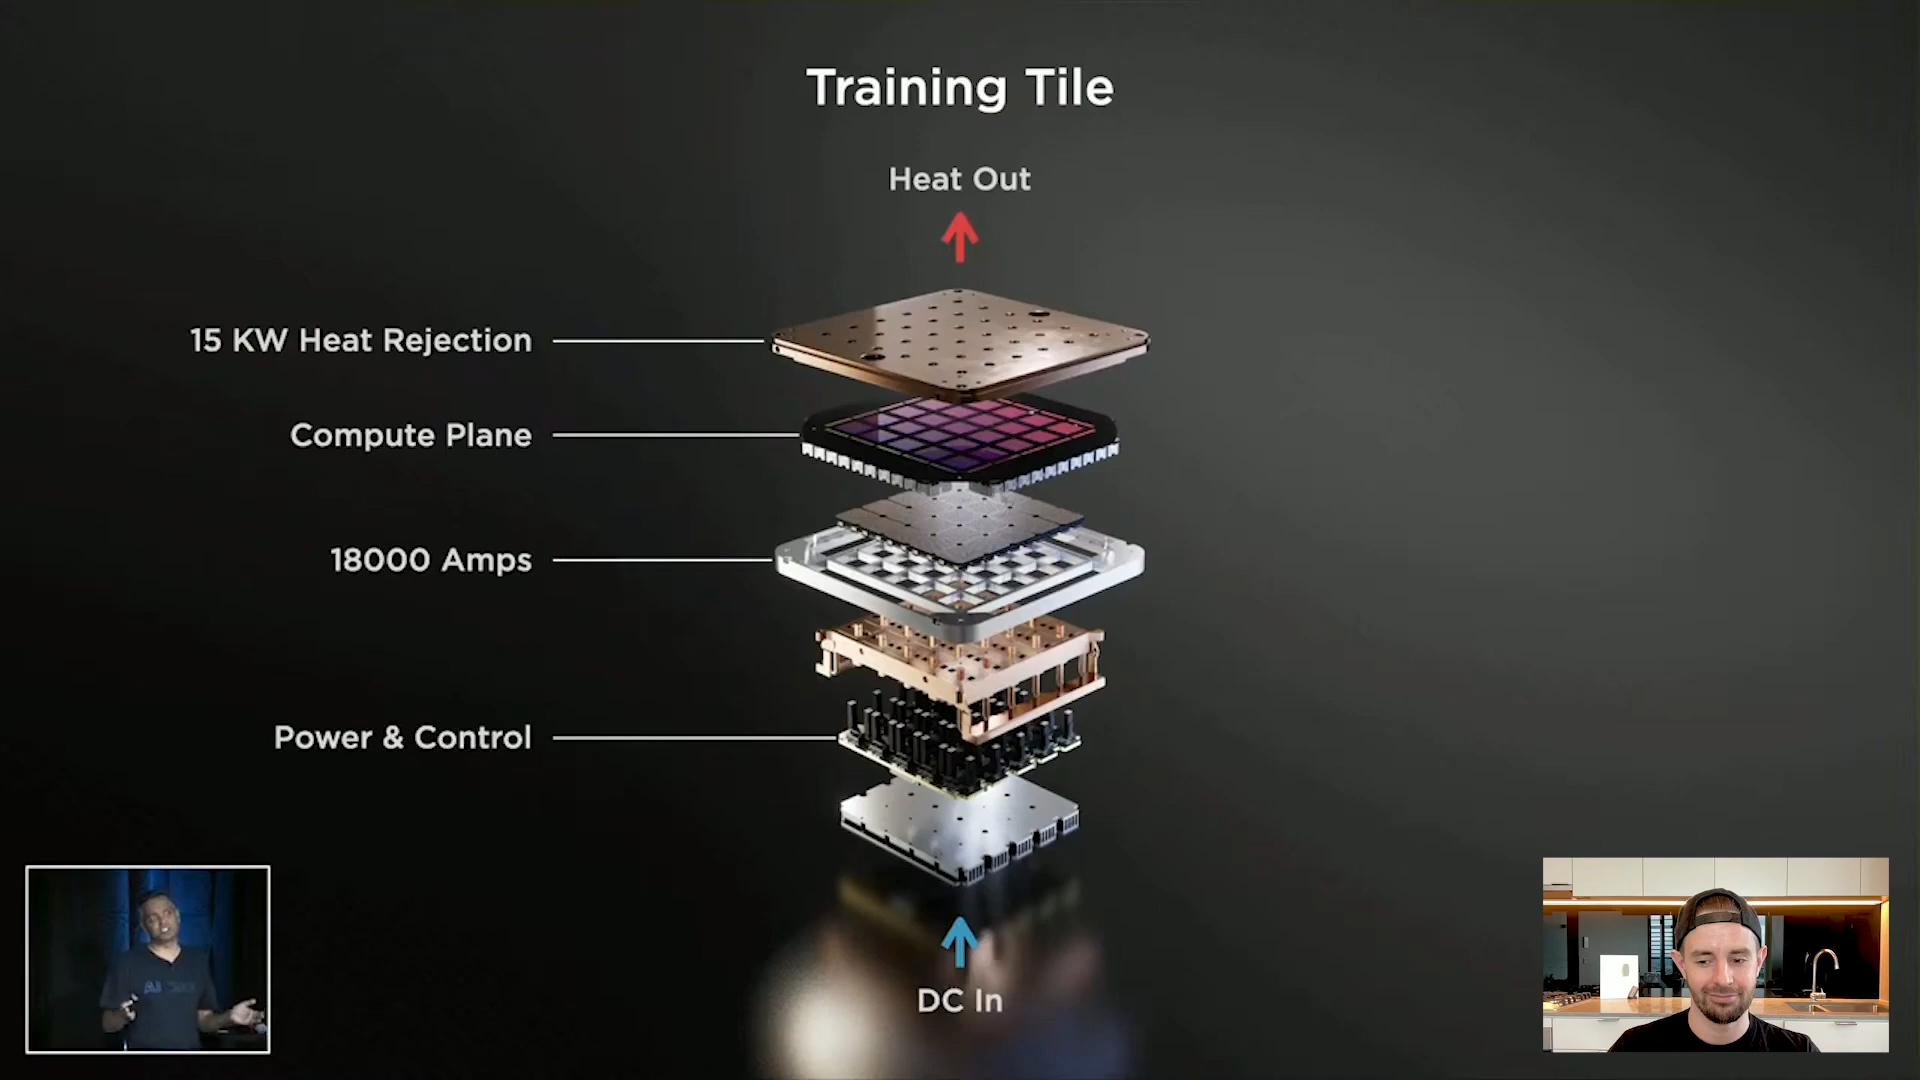 Training Tile
Heat Out
15 KW Heat Rejection
Compute Plane
18000 Amps
Power & Control
DC In